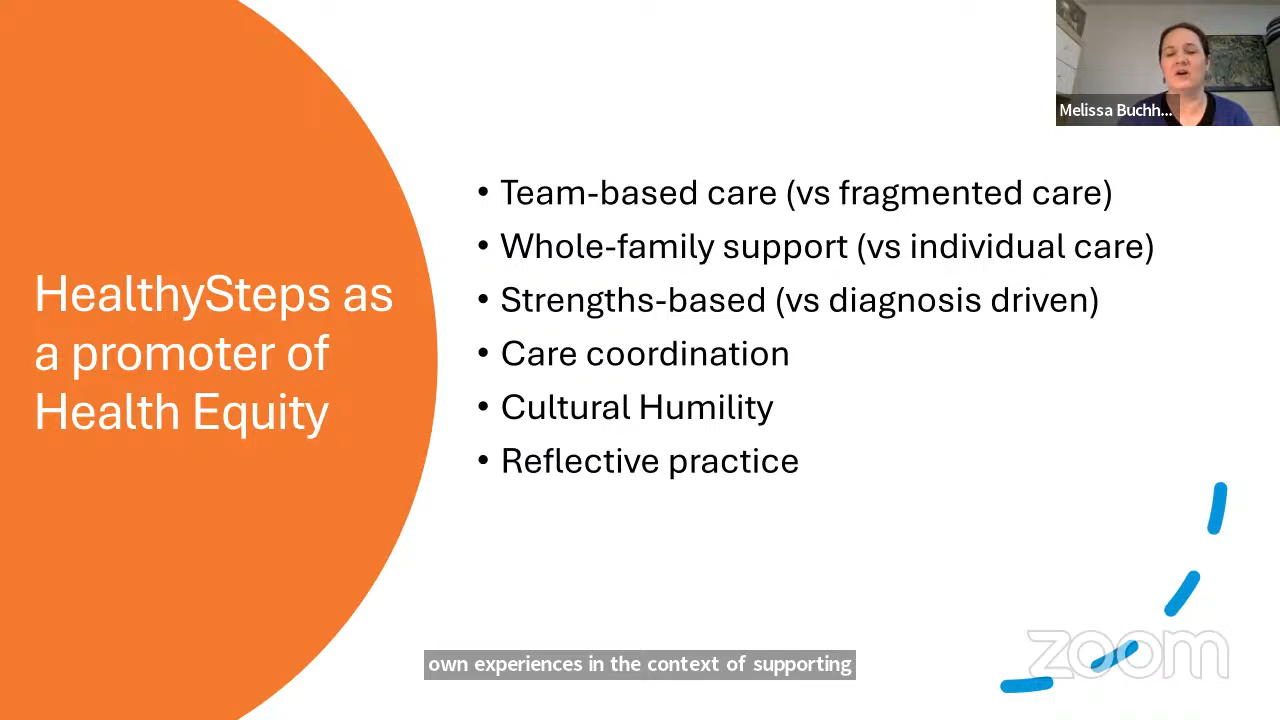 Melissa Buchh...
HealthySteps as
a promoter of
Health Equity
• Team-based care (vs fragmented care)
• Whole-family support (vs individual care)
• Strengths-based (vs diagnosis driven)
• Care coordination
• Cultural Humility
• Reflective practice
own experiences in the context of supporting
zoom